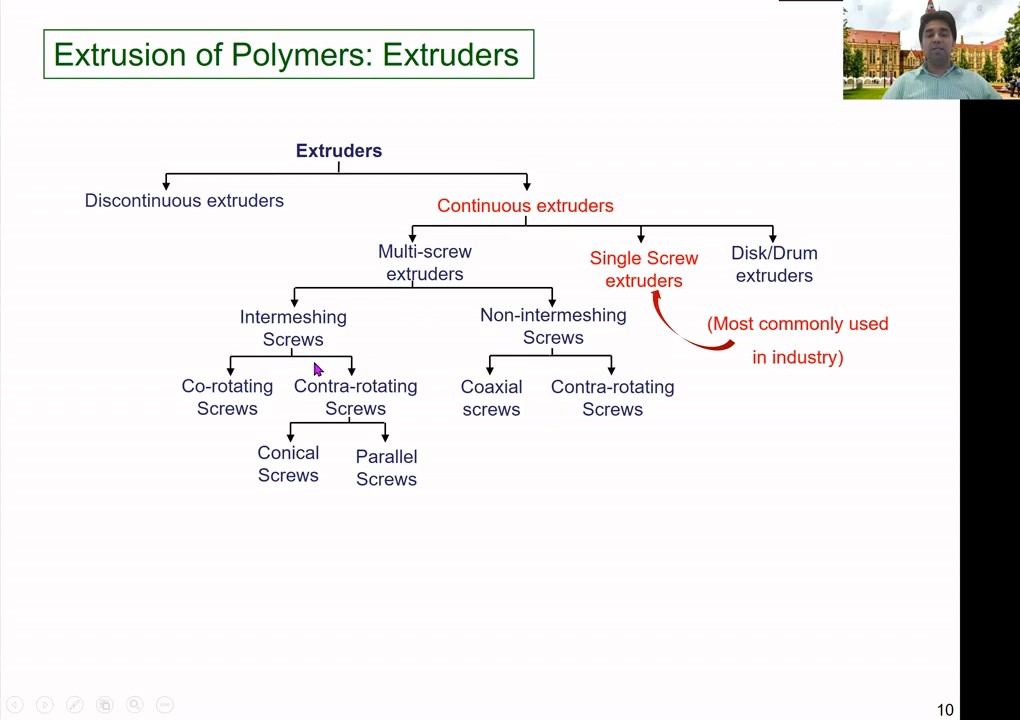 Extrusion of Polymers: Extruders
Extruders
Discontinuous extruders
Continuous extruders
Multi-screw
extruders
Single Screw
extruders
Disk/Drum
extruders
(Most commonly used
in industry)
Intermeshing
Screws
Non-intermeshing
Screws
Co-rotating
Screws
Contra-rotating
Screws
Coaxial
screws
Contra-rotating
Screws
Conical
Screws
Parallel
Screws
10